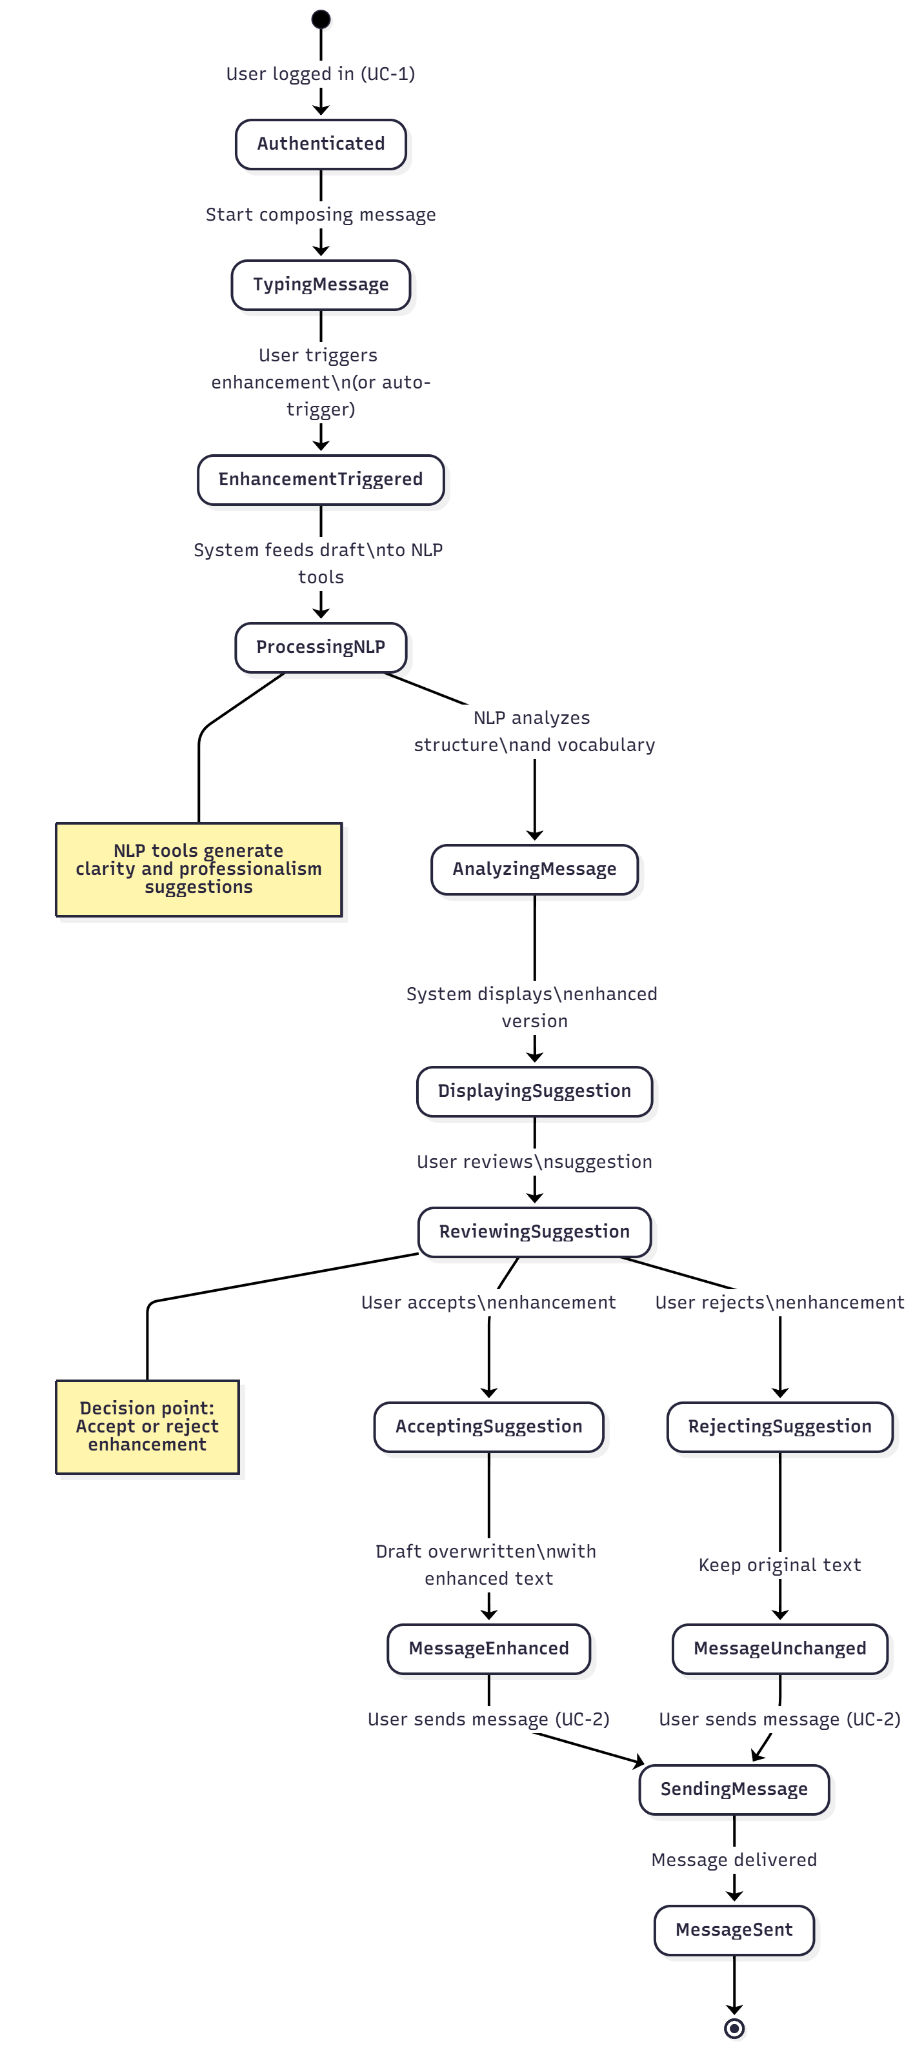 User logged in (UC-1)
Authenticated
Start composing message
TypingMessage
User triggers
enhancement\n(or auto-
trigger)
EnhancementTriggered
System feeds draft\nto NLP
tools
ProcessingNLP
NLP analyzes
structure\nand vocabulary
NLP tools generate
clarity and professionalism
suggestions
AnalyzingMessage
System displays\nenhanced
version
DisplayingSuggestion
User reviews\nsuggestion
ReviewingSuggestion
User accepts\nenhancement
User rejects\nenhancement
Decision point:
Accept or reject
enhancement
AcceptingSuggestion
RejectingSuggestion
Draft overwritten\nwith
enhanced text
Keep original text
MessageEnhanced
MessageUnchanged
User sends message (UC-2)
User sends message (UC-2)
SendingMessage
Message delivered
MessageSent